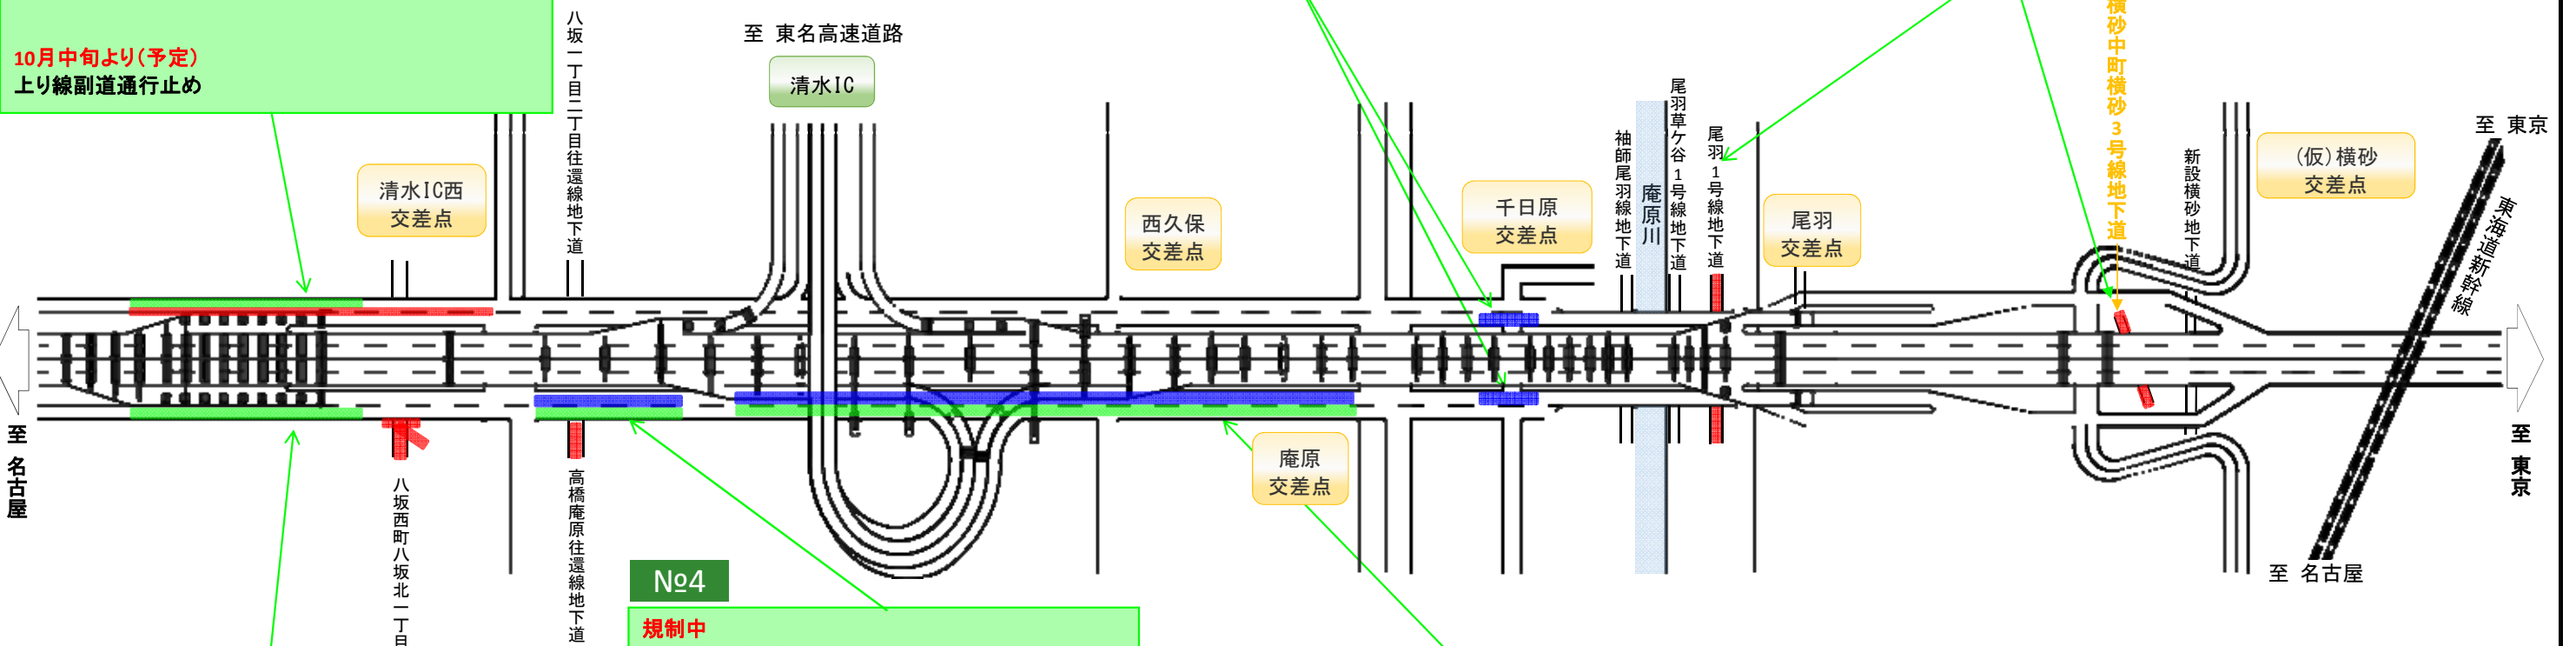 10月中旬より(予定)
上り線副道通行止め
八坂一丁目二丁目往還線地下道
至 東名高速道路
清水IC
清水IC西
交差点
西久保
交差点
千日原
交差点
袖師尾羽線地下道
庵原川
尾羽草ケ谷1号線地下道
尾羽1号線地下道
尾羽
交差点
横砂中町横砂3号線地下道
新設横砂地下道
(仮)横砂
交差点
至 東京
東海道新幹線
至 名古屋
至 名古屋
至 東京
八坂西町八坂北一丁目
高橋庵原往還線地下道
庵原
交差点
№4
規制中